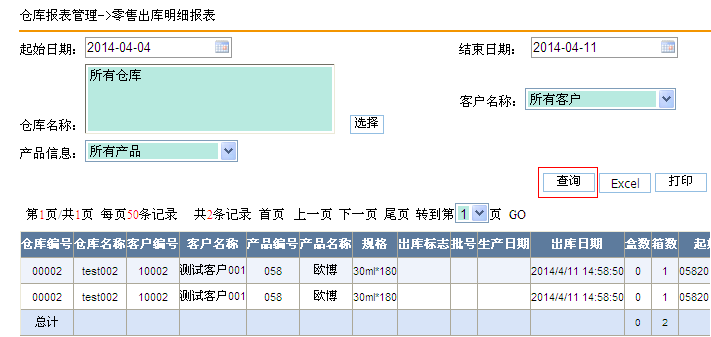 仓库报表管理->零售出库明细报表
起始日期： 2014-04-04 结束日期： 2014-04-11
所有仓库
仓库名称： 选择 客户名称： 所有客户
产品信息： 所有产品
查询 Excel 打印
第1页/共1页 每页50条记录 共2条记录 首页 上一页 下一页 尾页 转到第 1 页 GO
仓库编号 仓库名称 客户编号 客户名称 产品编号 产品名称 规格 出库标志 批号 生产日期 出库日期 盒数 箱数
00002 test002 10002 测试客户001 058 欧博 30ml*180 2014/4/11 14:58:50 0 1 05820
00002 test002 10002 测试客户001 058 欧博 30ml*180 2014/4/11 14:58:50 0 1 05820
总计 0 2